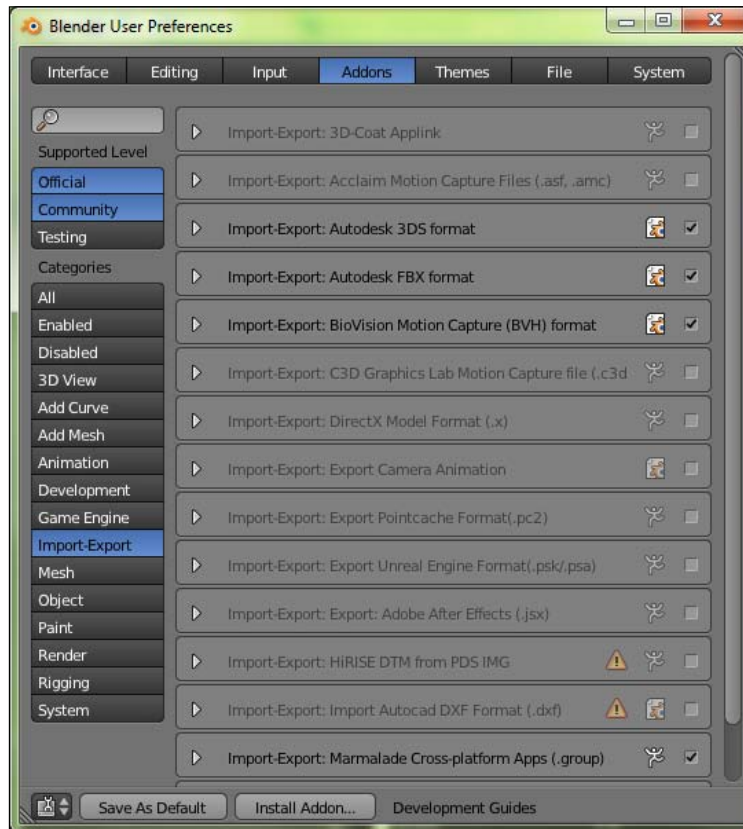 Blender User Preferences
Interface Editing Input Addons Themes File System
Supported Level
Official
Community
Testing
Categories
All
Enabled
Disabled
3D View
Add Curve
Add Mesh
Animation
Development
Game Engine
Import-Export
Mesh
Object
Paint
Render
Rigging
System
Import-Export: 3D-Coat Applink
Import-Export: Acclaim Motion Capture Files (.asf, .amc)
Import-Export: Autodesk 3DS format
Import-Export: Autodesk FBX format
Import-Export: BioVision Motion Capture (BVH) format
Import-Export: C3D Graphics Lab Motion Capture file (.c3d
Import-Export: DirectX Model Format (.x)
Import-Export: Export Camera Animation
Import-Export: Export Pointcache Format(.pc2)
Import-Export: Export Unreal Engine Format(.psk/.psa)
Import-Export: Export: Adobe After Effects (.jsx)
Import-Export: HiRISE DTM from PDS IMG
Import-Export: Import Autocad DXF Format (.dxf)
Import-Export: Marmalade Cross-platform Apps (.group)
Save As Default Install Addon... Development Guides